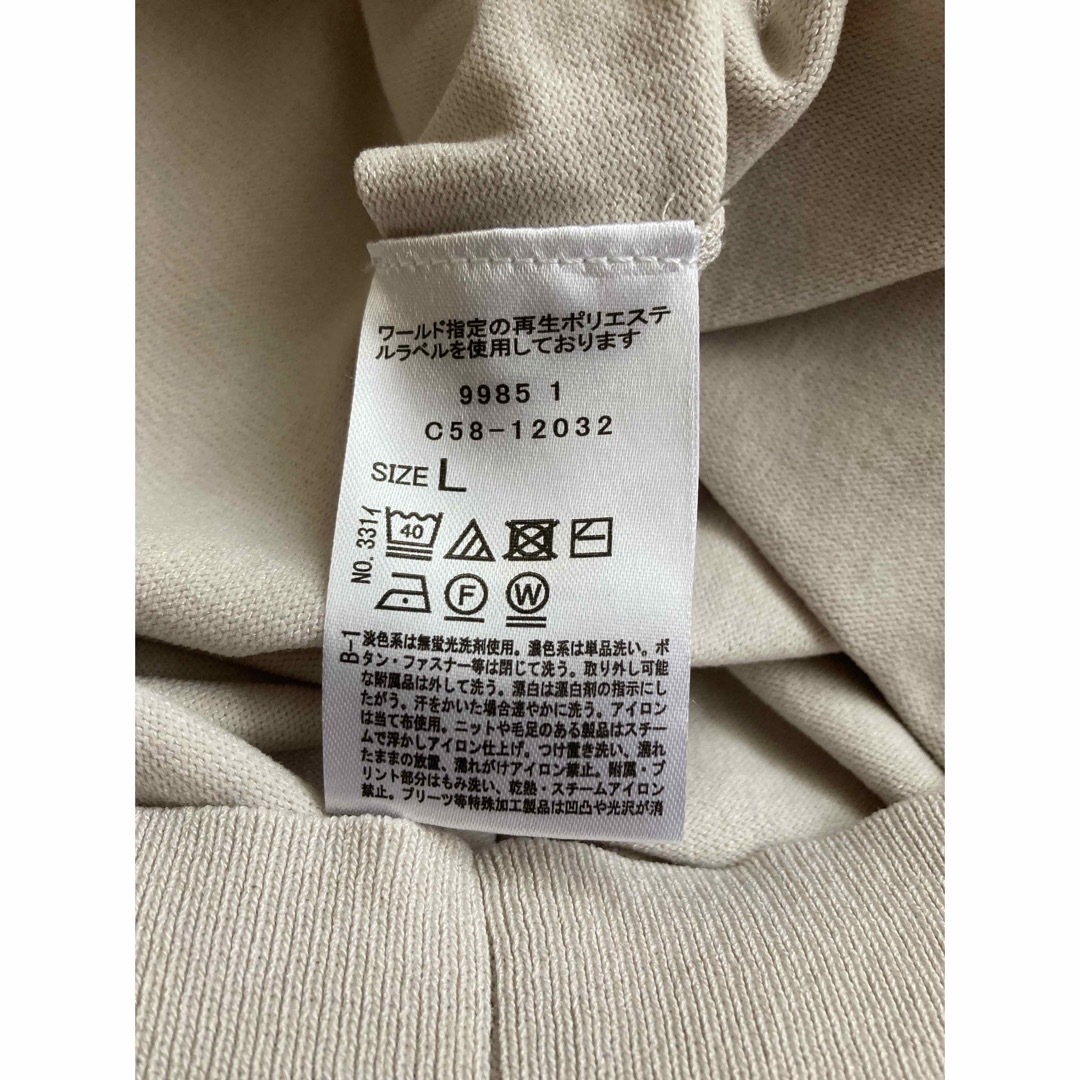 ワールド指定の再生ポリエステ
ルラベルを使用しております
9985 1
C58-12032
SIZE L
NO. 3311
40
F W
B-1
淡色系は無蛍光洗剤使用。濃色系は単品洗い。ボ
タン・ファスナー等は閉じて洗う。取り外し可能
な附属品は外して洗う。漂白は漂白剤の指示にし
たがう。汗をかいた場合速やかに洗う。アイロン
は当て布使用。ニットや毛足のある製品はスチー
ムで浮かしアイロン仕上げ。つけ置き洗い、濡れ
たままの放置、濡れがけアイロン禁止。附属・プ
リント部分はもみ洗い、乾熱・スチームアイロン
禁止。プリーツ等特殊加工製品は凹凸や光沢が消